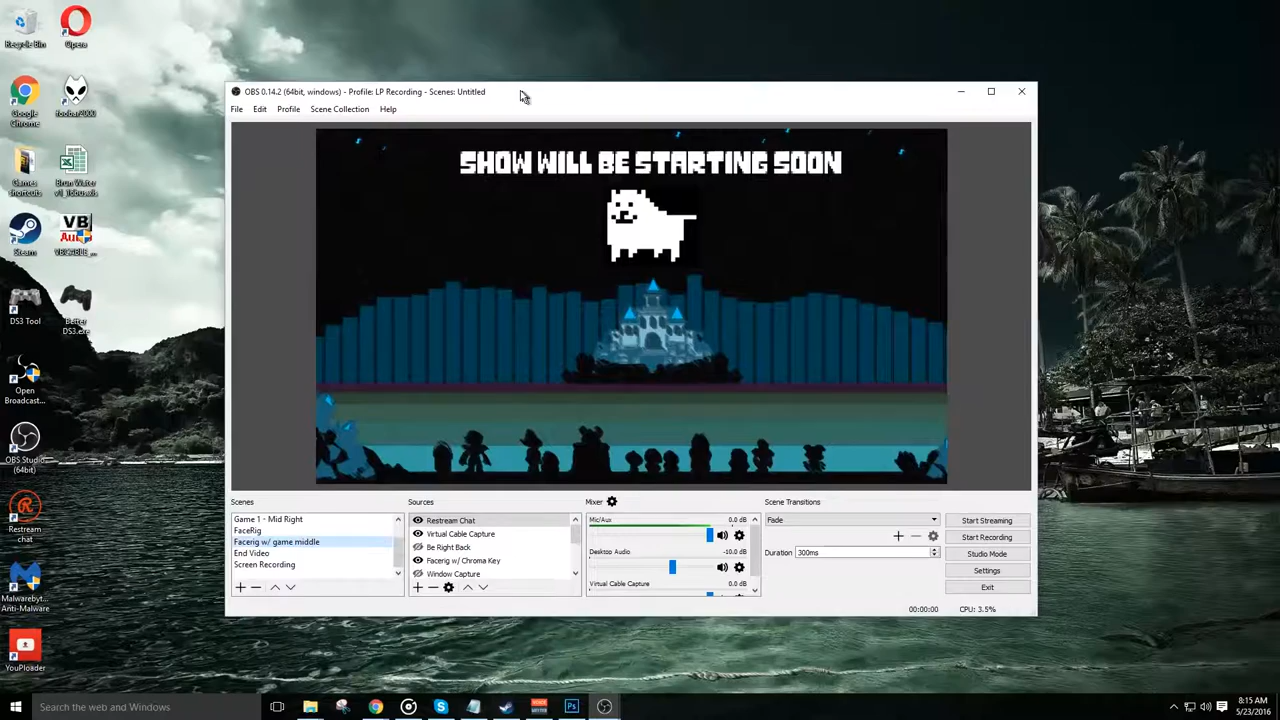 Recycle Bin
Opera
Google
Chrome
foobar2000
Games
shortcuts
Brun Water
Steam
VB
DS3 Tool
Better
DS3.exe
Open
Broadcast...
OBS Studio
(64bit)
Restream
chat
Malwareby...
Anti-Malware
YouPloader
OBS 0.14.2 (64bit, windows) - Profile: LP Recording - Scenes: Untitled
File Edit Profile Scene Collection Help
SHOW WILL BE STARTING SOON
Scenes
Game 1 - Mid Right
FaceRig
Facerig w/ game middle
End Video
Screen Recording
Sources
Restream Chat
Virtual Cable Capture
Be Right Back
Facerig w/ Chroma Key
Window Capture
Mixer
Mic/Aux 0.0 dB
Desktop Audio -10.0 dB
Virtual Cable Capture 0.0 dB
Scene Transitions
Fade
Duration 300ms
Start Streaming
Start Recording
Studio Mode
Settings
Exit
00:00:00 CPU: 3.5%
Search the web and Windows
Ps
8:15 AM
5/23/2016